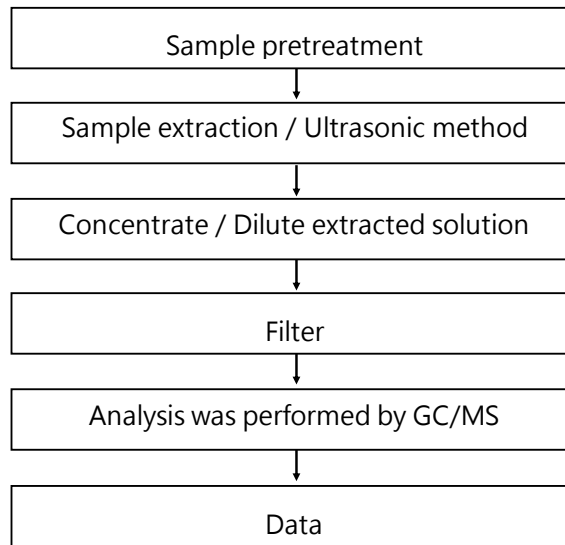 Sample pretreatment
Sample extraction / Ultrasonic method
Concentrate / Dilute extracted solution
Filter
Analysis was performed by GC/MS
Data